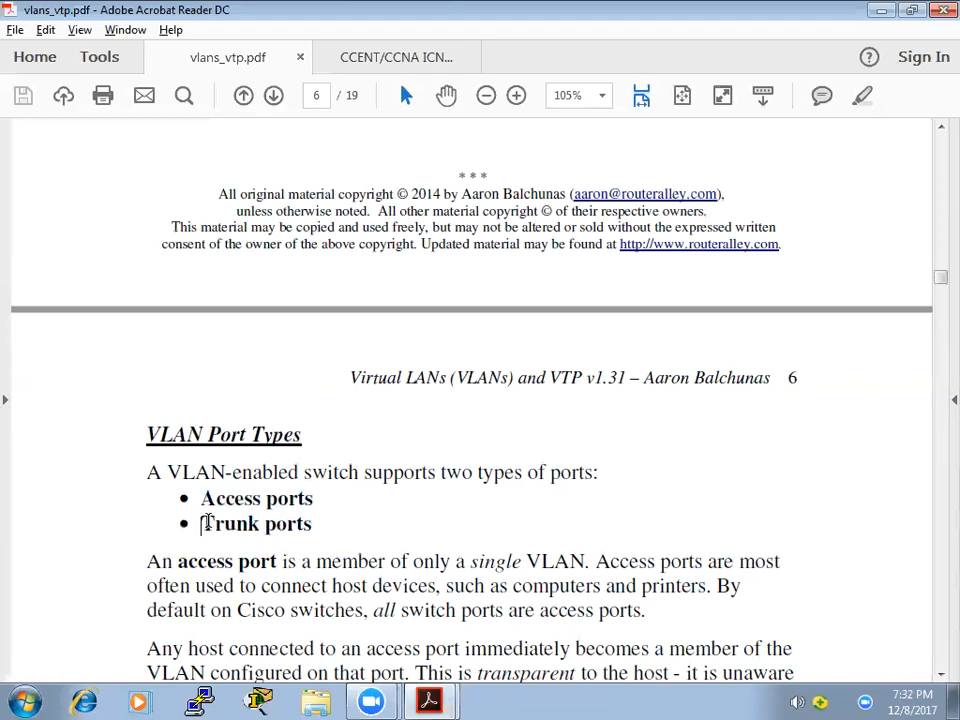 vlans_vtp.pdf - Adobe Acrobat Reader DC
File Edit View Window Help
Home Tools vlans_vtp.pdf × CCENT/CCNA ICN... ? Sign In
6 / 19 105%
* * *
All original material copyright © 2014 by Aaron Balchunas (aaron@routeralley.com),
unless otherwise noted. All other material copyright © of their respective owners.
This material may be copied and used freely, but may not be altered or sold without the expressed written
consent of the owner of the above copyright. Updated material may be found at http://www.routeralley.com.
Virtual LANs (VLANs) and VTP v1.31 – Aaron Balchunas 6
VLAN Port Types
A VLAN-enabled switch supports two types of ports:
• Access ports
• Trunk ports
An access port is a member of only a single VLAN. Access ports are most
often used to connect host devices, such as computers and printers. By
default on Cisco switches, all switch ports are access ports.
Any host connected to an access port immediately becomes a member of the
VLAN configured on that port. This is transparent to the host - it is unaware
7:32 PM
12/8/2017